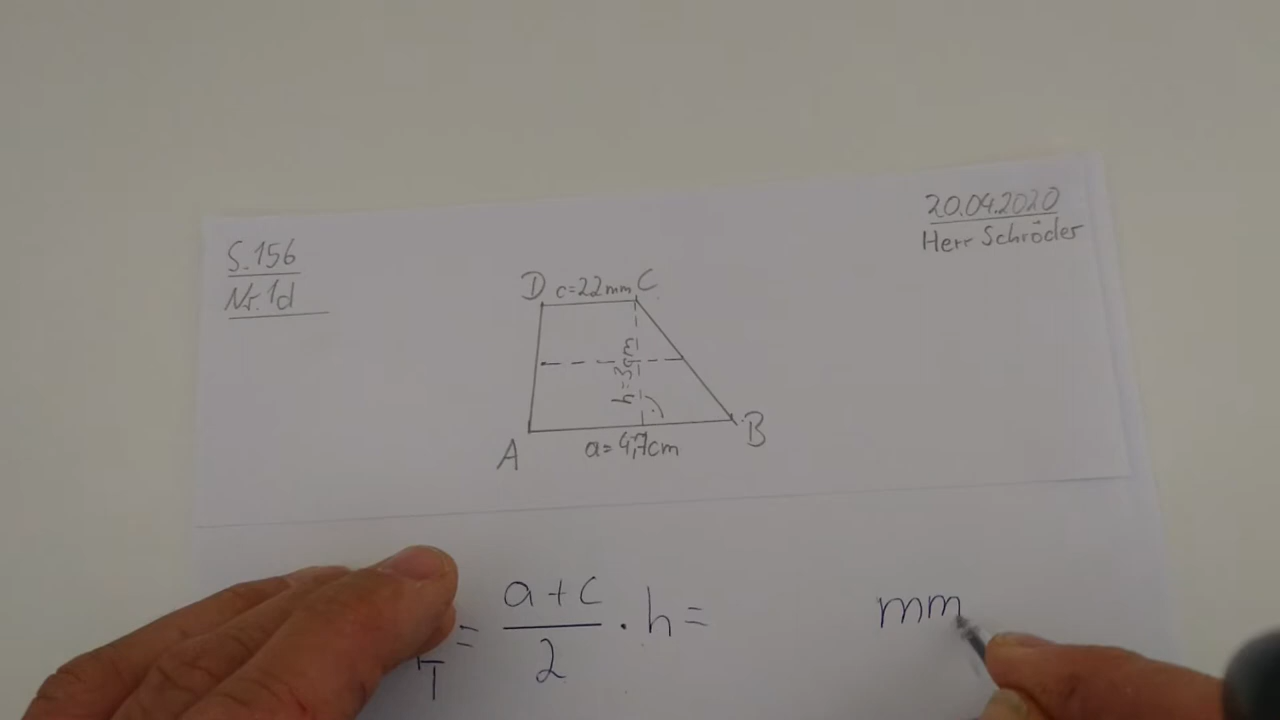 S.156
Nr. 1d
20.04.2020
Herr Schröder
D c=22mm C
h=3cm
A a=4,7cm B
T = a+c/2 · h = mm